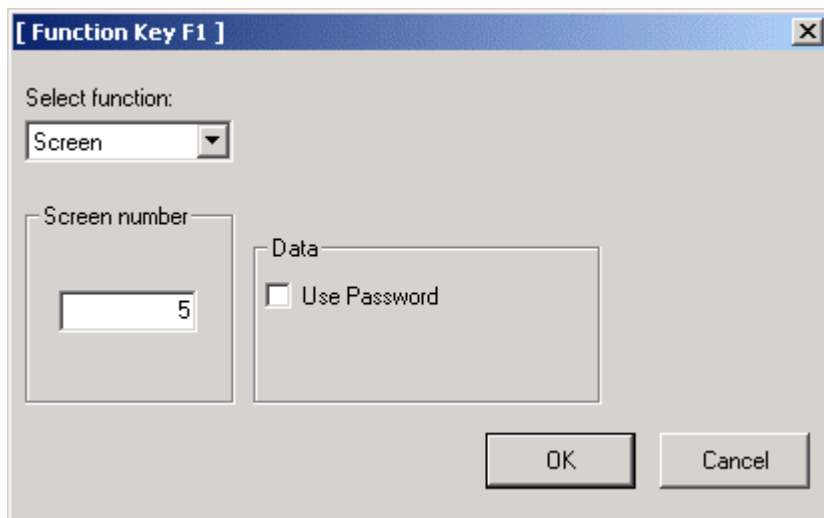 [ Function Key F1 ]
Select function:
Screen
Screen number
5
Data
Use Password
OK
Cancel